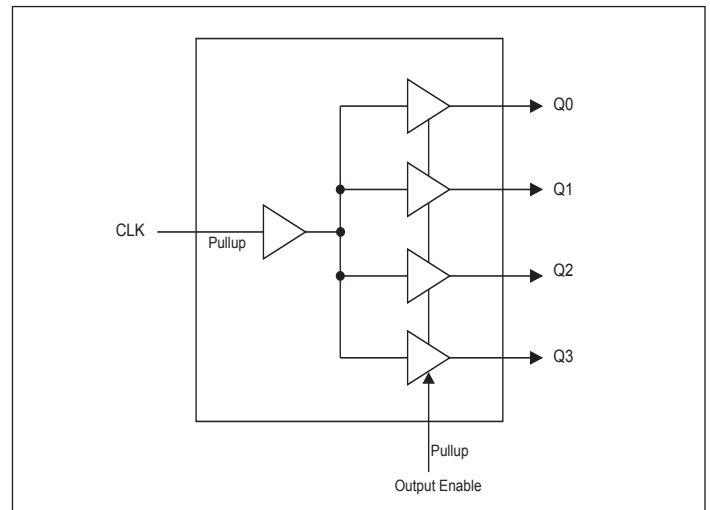 Q0
Q1
CLK
Pullup
Q2
Q3
Pullup
Output Enable